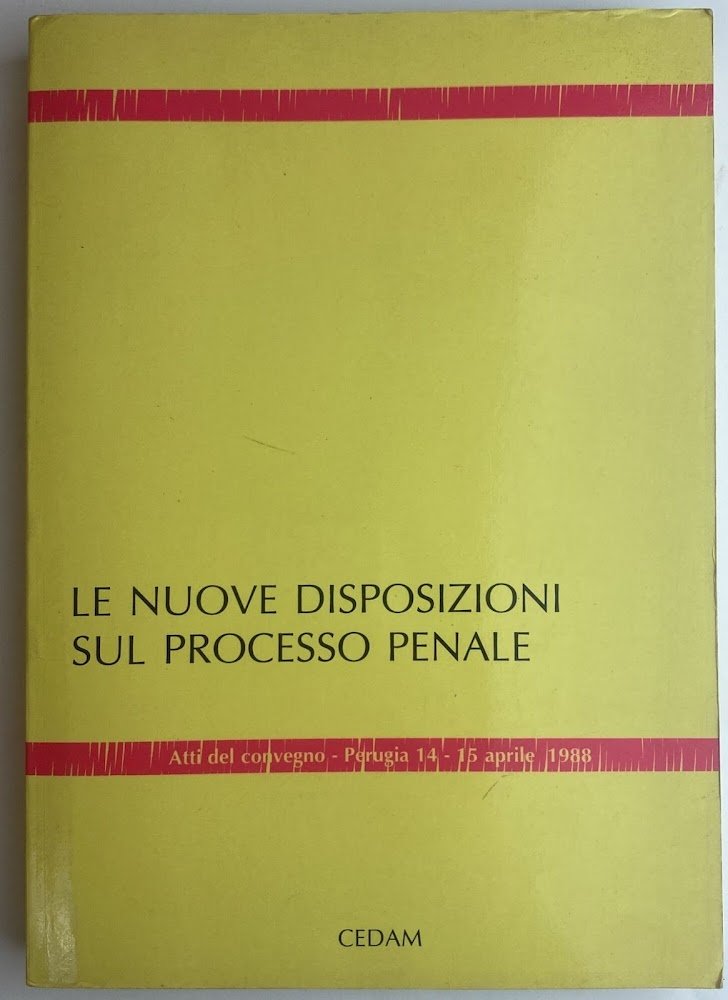 LE NUOVE DISPOSIZIONI
SUL PROCESSO PENALE
Atti del convegno - Perugia 14 - 15 aprile 1988
CEDAM